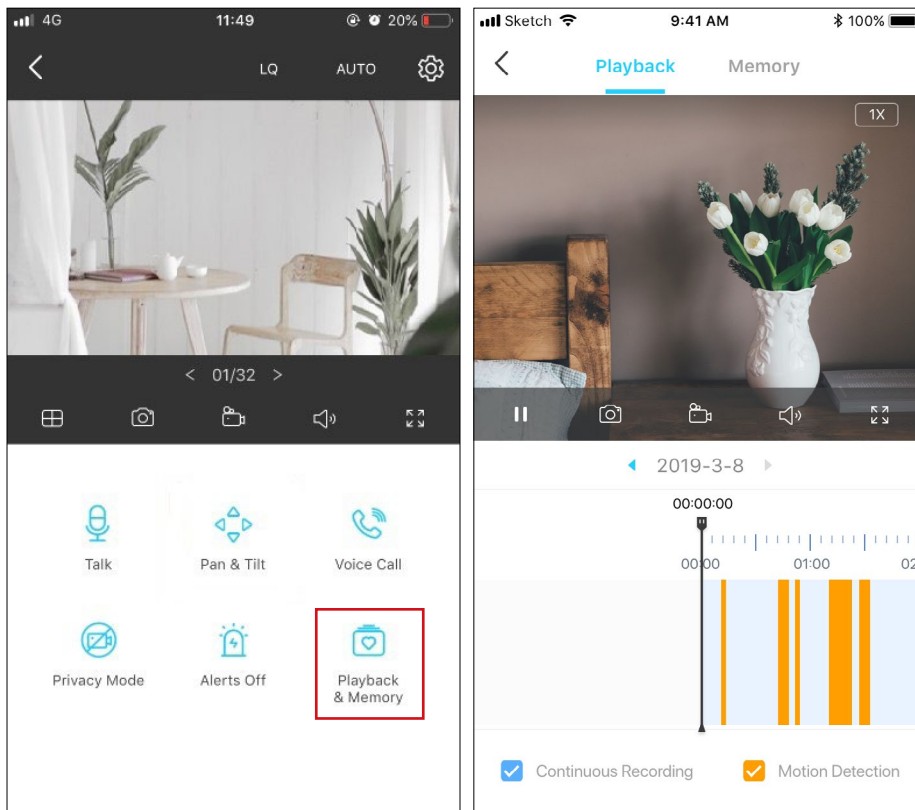 4G 11:49 20%
LQ AUTO
< 01/32 >
Talk Pan & Tilt Voice Call
Privacy Mode Alerts Off Playback
& Memory
Sketch 9:41 AM 100%
Playback Memory
1X
2019-3-8
00:00:00
00:00 01:00 02
Continuous Recording Motion Detection